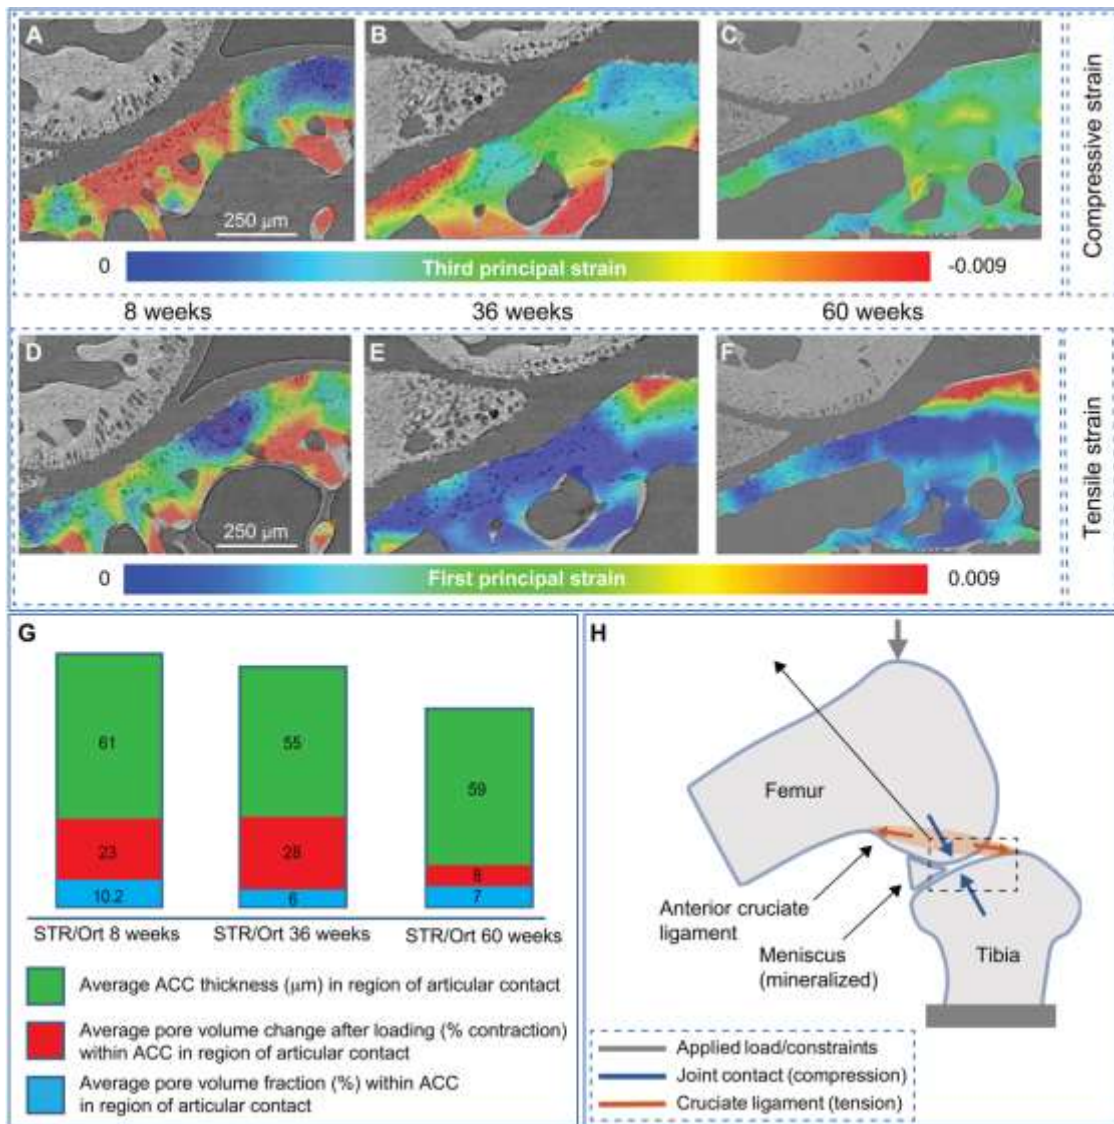 A
B
C
250 µm
Compressive strain
0
Third principal strain
-0.009
8 weeks
36 weeks
60 weeks
D
E
F
250 µm
Tensile strain
0
First principal strain
0.009
G
61
55
59
23
28
8
10.2
6
7
STR/Ort 8 weeks
STR/Ort 36 weeks
STR/Ort 60 weeks
Average ACC thickness (µm) in region of articular contact
Average pore volume change after loading (% contraction)
within ACC in region of articular contact
Average pore volume fraction (%) within ACC
in region of articular contact
H
Femur
Anterior cruciate
ligament
Meniscus
(mineralized)
Tibia
Applied load/constraints
Joint contact (compression)
Cruciate ligament (tension)